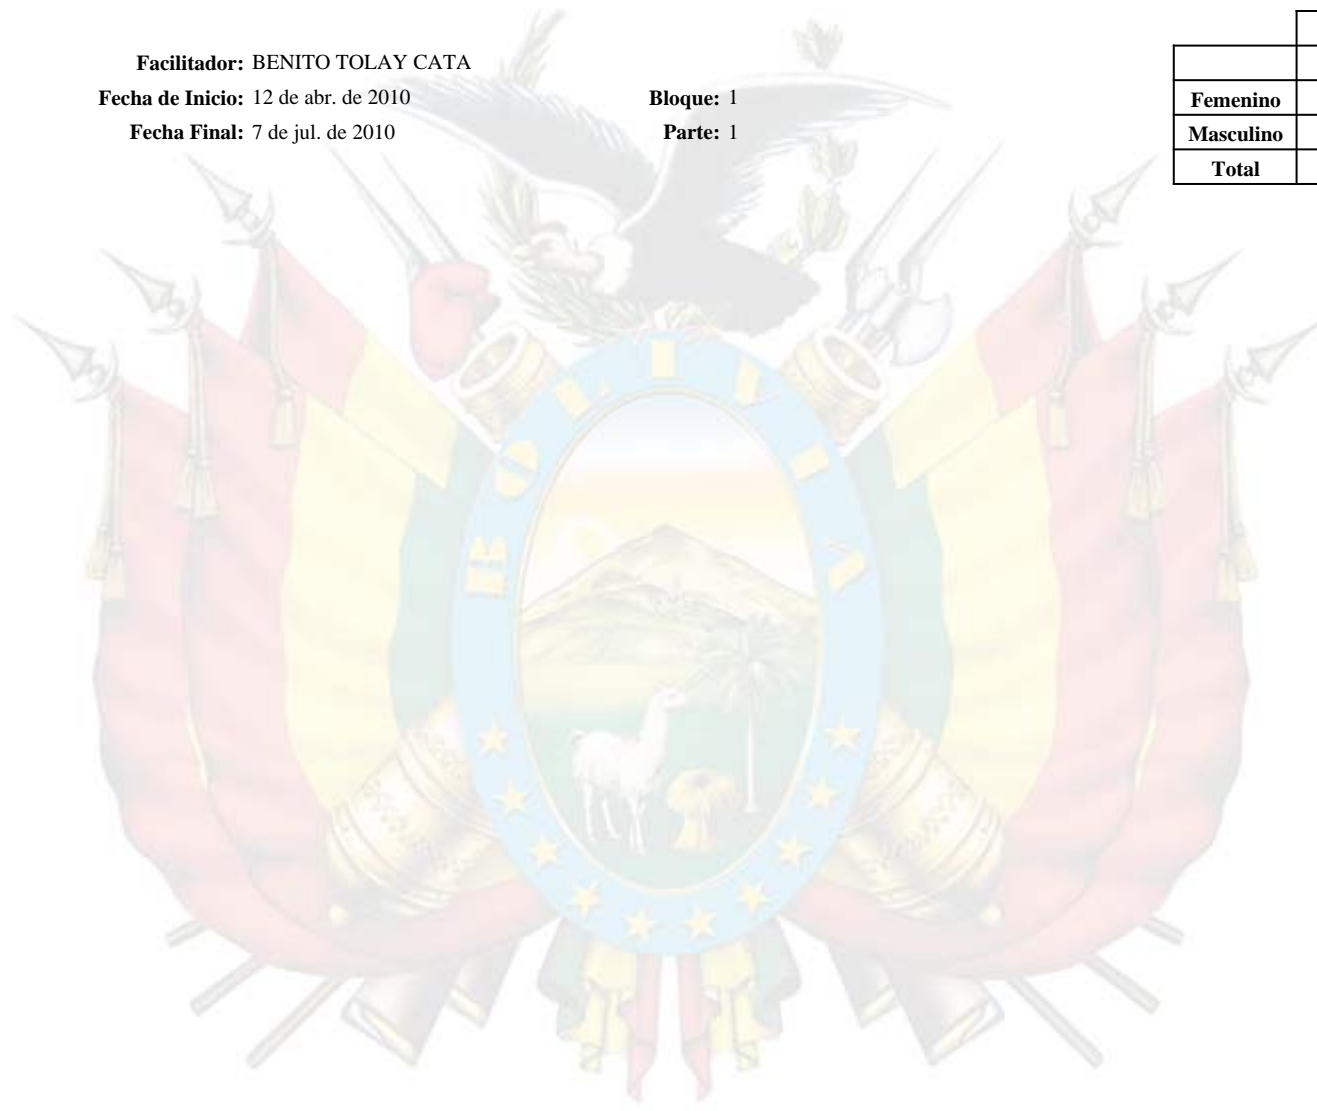 Facilitador: BENITO TOLAY CATA
Fecha de Inicio: 12 de abr. de 2010 Bloque: 1
Fecha Final: 7 de jul. de 2010 Parte: 1
Femenino
Masculino
Total
BOLIVIA